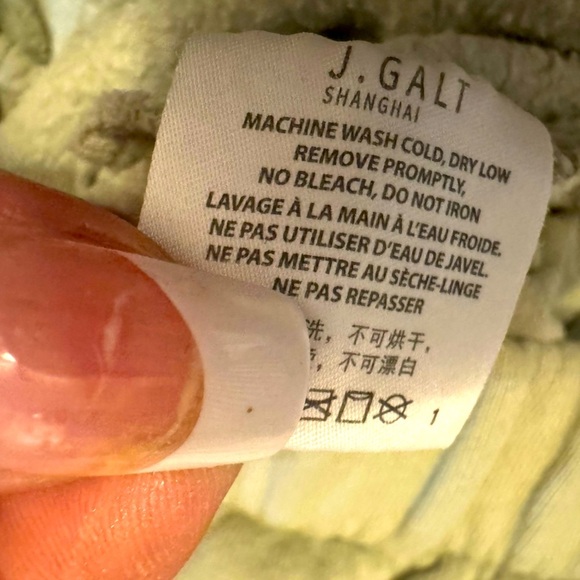 J. GALT
SHANGHAI
MACHINE WASH COLD, DRY LOW
REMOVE PROMPTLY,
NO BLEACH, DO NOT IRON
LAVAGE À LA MAIN À L'EAU FROIDE.
NE PAS UTILISER D'EAU DE JAVEL.
NE PAS METTRE AU SÈCHE-LINGE
NE PAS REPASSER
洗，不可烘干，
，不可漂白
1